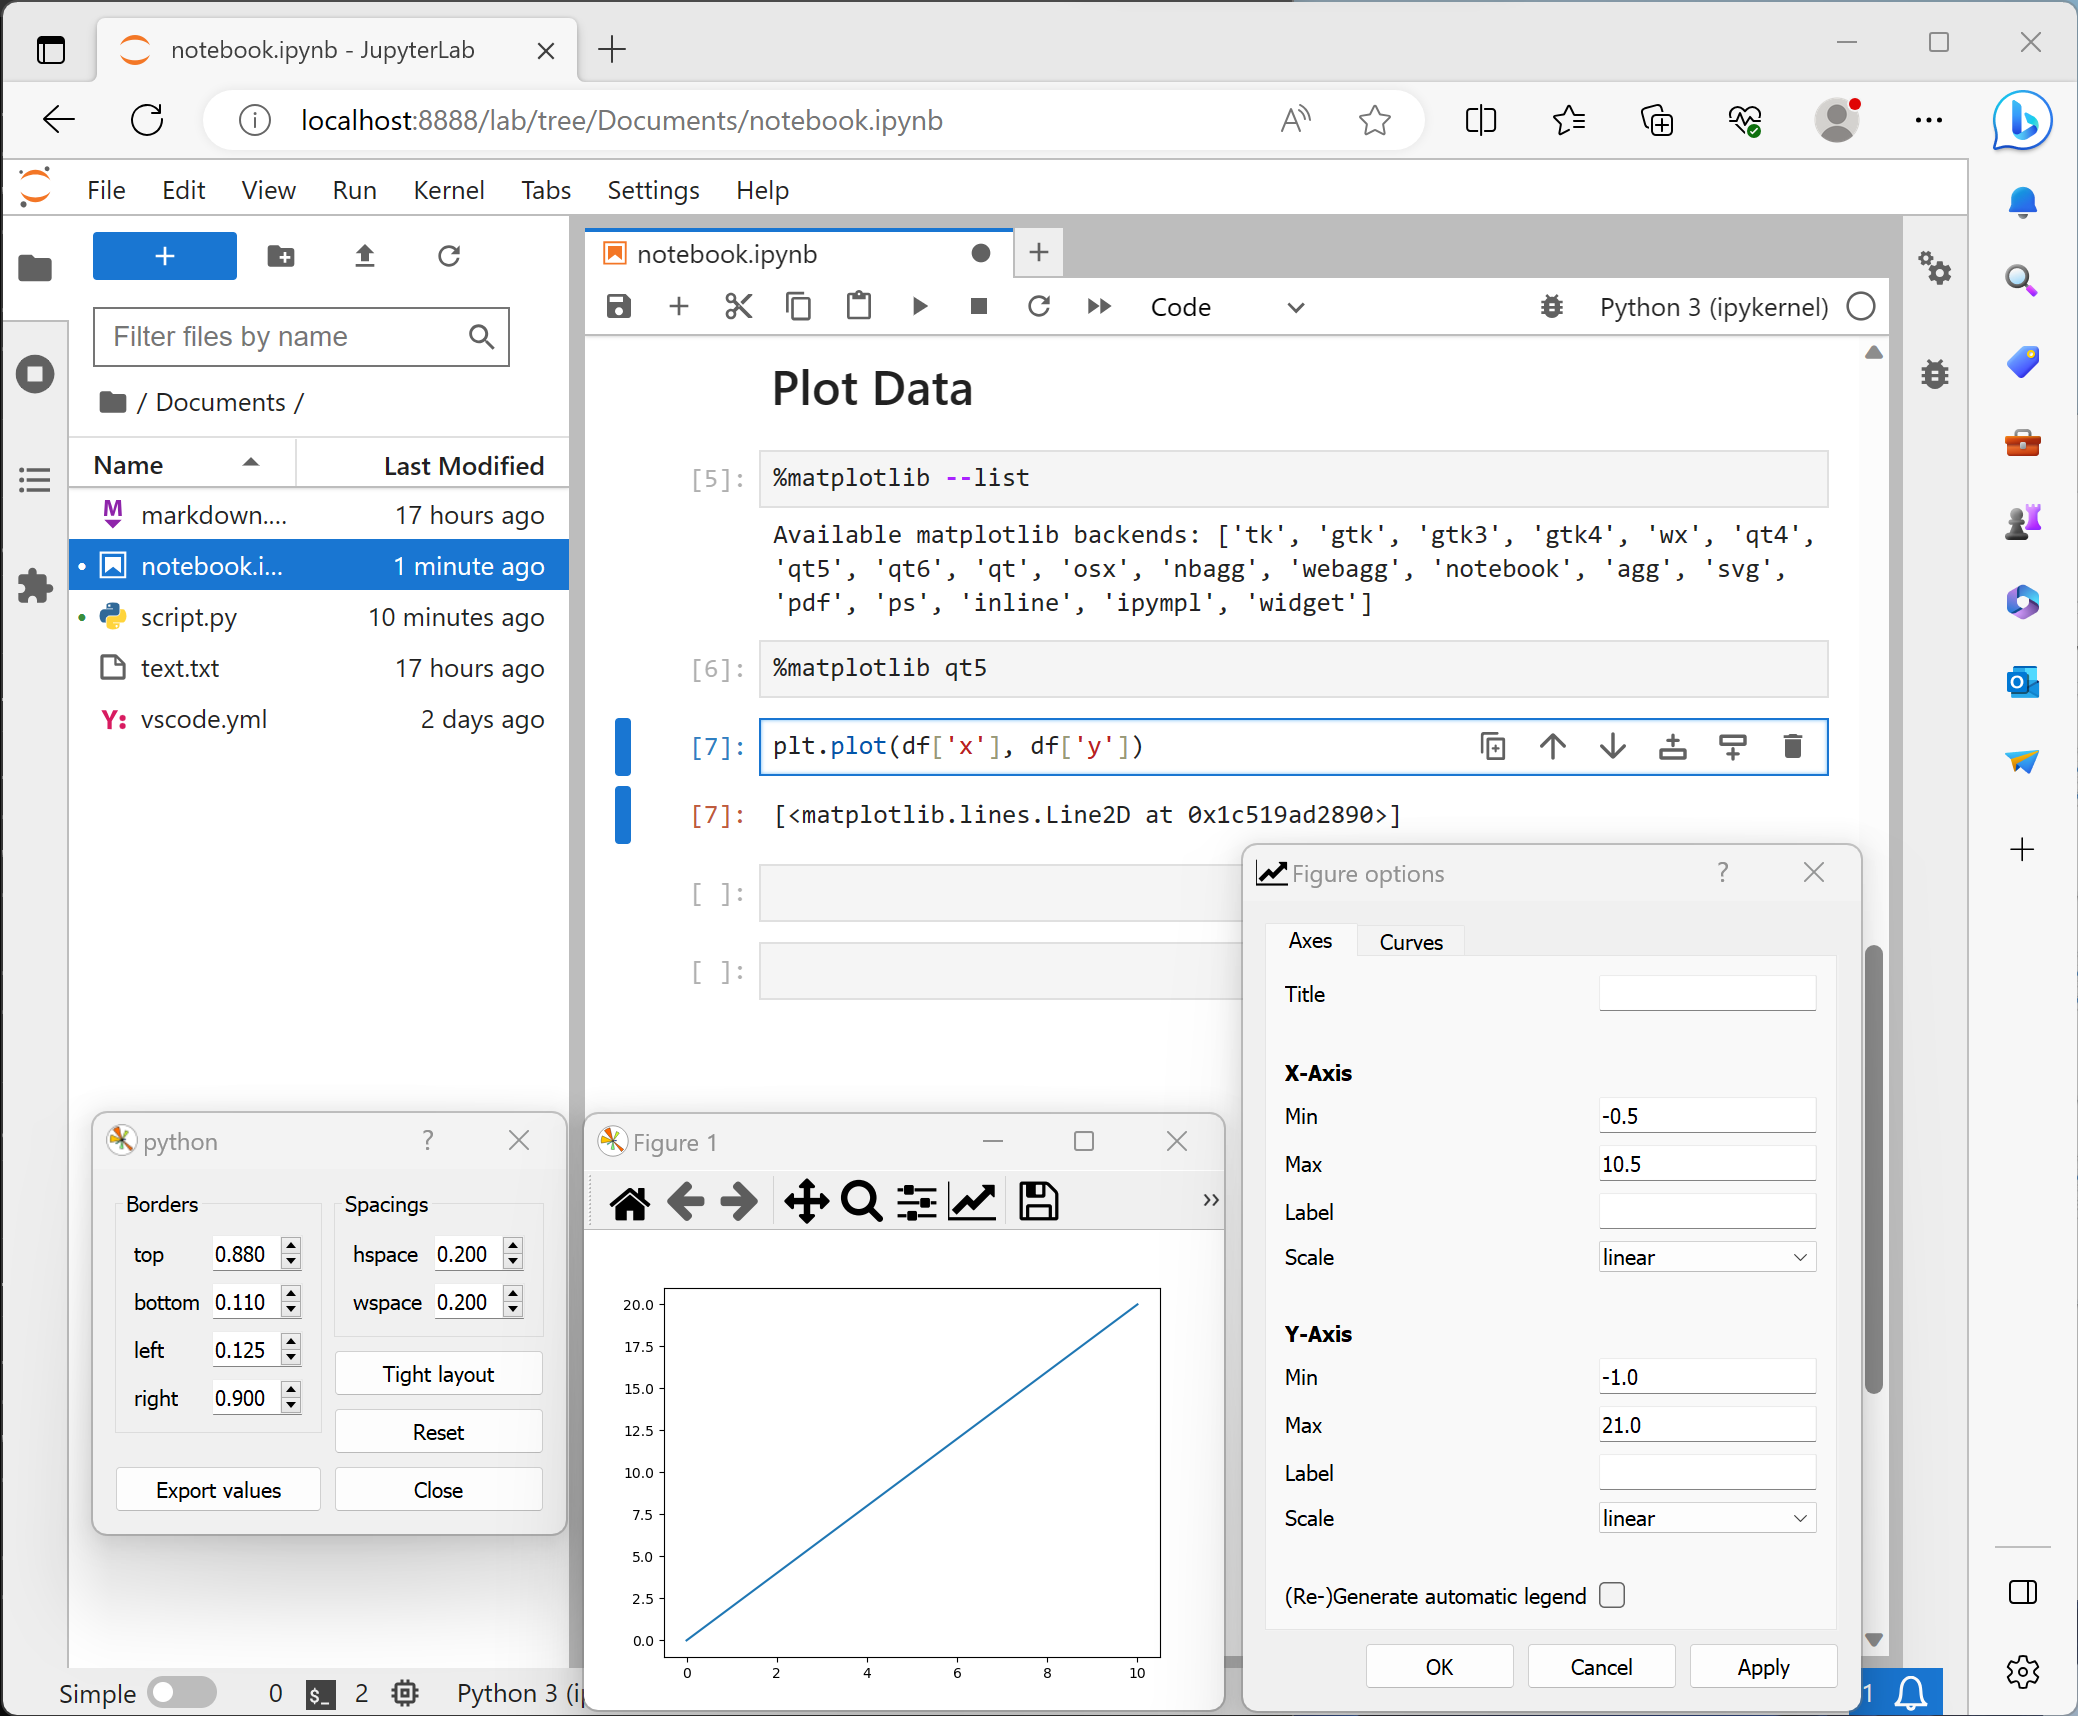 notebook.ipynb - JupyterLab
localhost:8888/lab/tree/Documents/notebook.ipynb
File Edit View Run Kernel Tabs Settings Help
notebook.ipynb
Filter files by name
/ Documents /
Name Last Modified
markdown.... 17 hours ago
notebook.i... 1 minute ago
script.py 10 minutes ago
text.txt 17 hours ago
vscode.yml 2 days ago
Code Python 3 (ipykernel)
Plot Data
[5]: %matplotlib --list
Available matplotlib backends: ['tk', 'gtk', 'gtk3', 'gtk4', 'wx', 'qt4',
'qt5', 'qt6', 'qt', 'osx', 'nbagg', 'webagg', 'notebook', 'agg', 'svg',
'pdf', 'ps', 'inline', 'ipympl', 'widget']
[6]: %matplotlib qt5
[7]: plt.plot(df['x'], df['y'])
[7]: [<matplotlib.lines.Line2D at 0x1c519ad2890>]
[ ]:
[ ]:
python ?
Borders Spacings
top 0.880 hspace 0.200
bottom 0.110 wspace 0.200
left 0.125 Tight layout
right 0.900 Reset
Export values Close
Figure 1
20.0
17.5
15.0
12.5
10.0
7.5
5.0
2.5
0.0
0 2 4 6 8 10
Figure options ?
Axes Curves
Title
X-Axis
Min -0.5
Max 10.5
Label
Scale linear
Y-Axis
Min -1.0
Max 21.0
Label
Scale linear
(Re-)Generate automatic legend
OK Cancel Apply
Simple 0 $_ 2 Python 3 (i 1